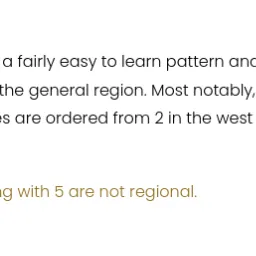 a fairly easy to learn pattern and
the general region. Most notably,
es are ordered from 2 in the west
ng with 5 are not regional.